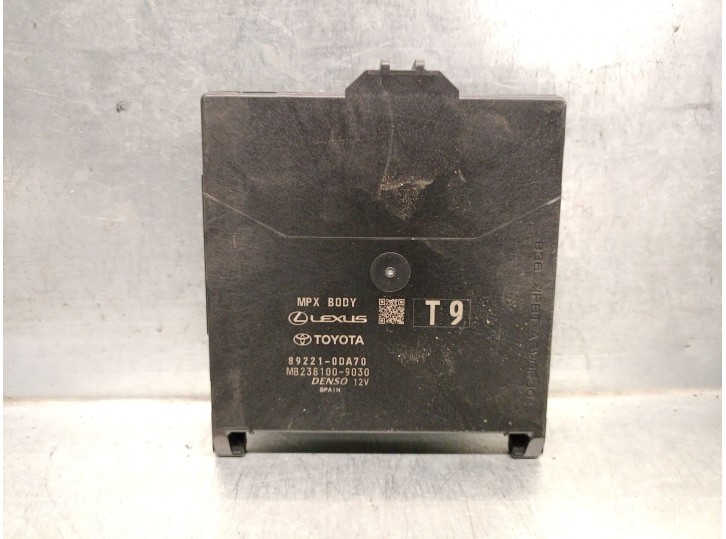 MPX BODY
LEXUS
T9
TOYOTA
89221-0DA70
MB238100-9030
DENSO 12V
SPAIN